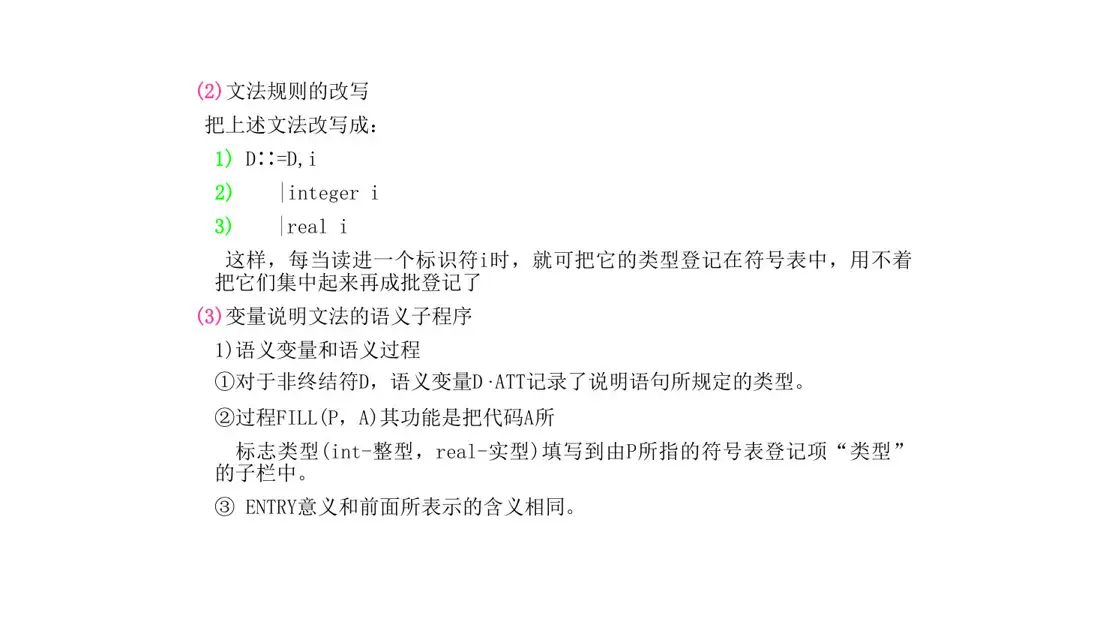 (2)文法规则的改写
把上述文法改写成:
1) D::=D,i
2) |integer i
3) |real i
这样，每当读进一个标识符i时，就可把它的类型登记在符号表中，用不着
把它们集中起来再成批登记了
(3)变量说明文法的语义子程序
1)语义变量和语义过程
①对于非终结符D，语义变量D·ATT记录了说明语句所规定的类型。
②过程FILL(P，A)其功能是把代码A所
标志类型(int-整型，real-实型)填写到由P所指的符号表登记项“类型”
的子栏中。
③ ENTRY意义和前面所表示的含义相同。